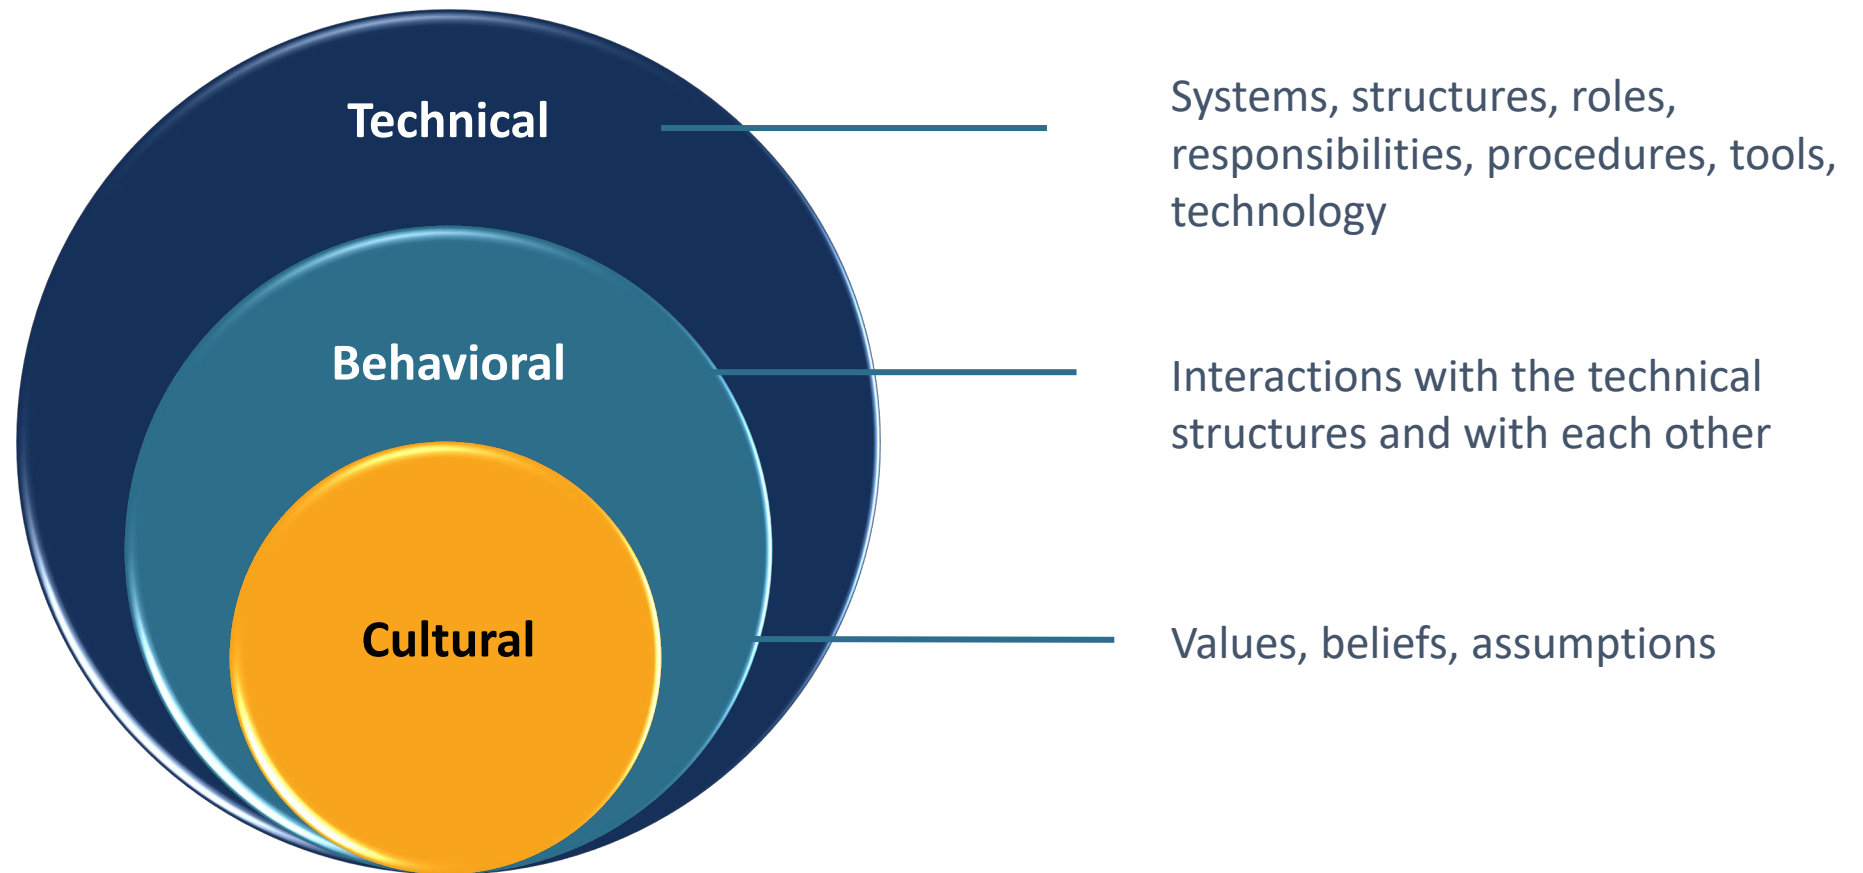 Technical
Systems, structures, roles,
responsibilities, procedures, tools,
technology
Behavioral
Interactions with the technical
structures and with each other
Cultural
Values, beliefs, assumptions